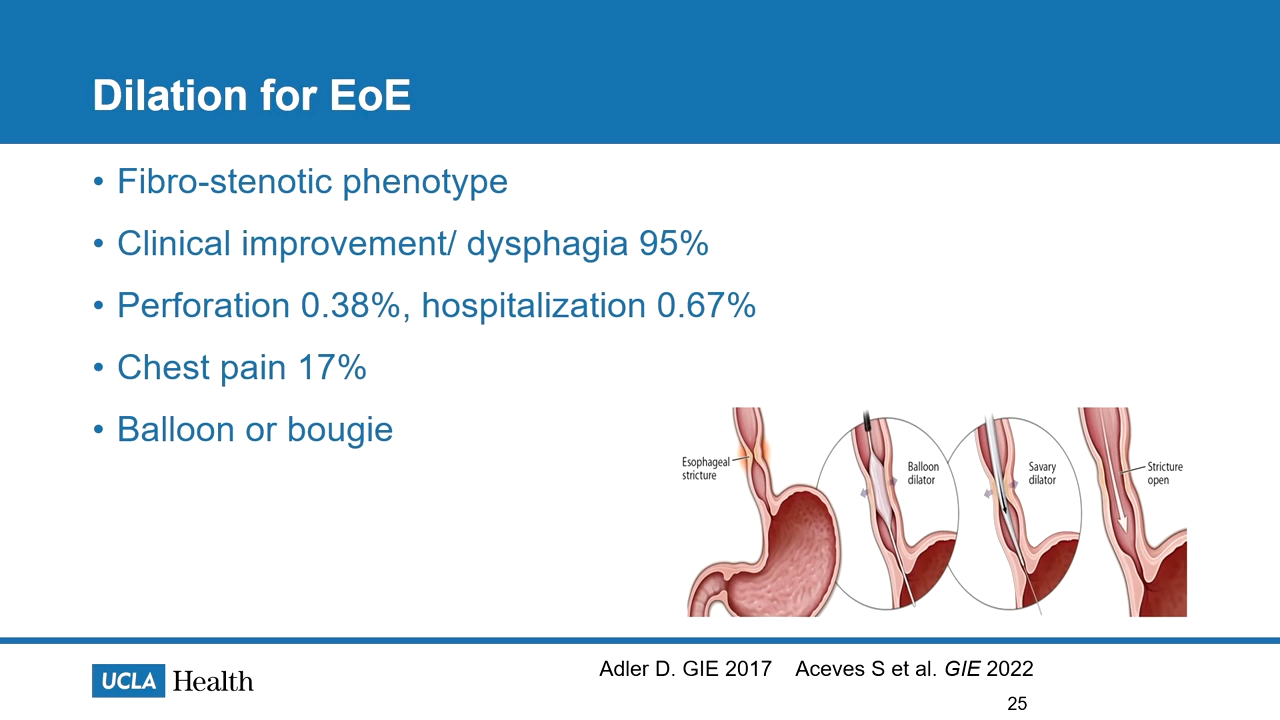 Dilation for EoE
• Fibro-stenotic phenotype
• Clinical improvement/ dysphagia 95%
• Perforation 0.38%, hospitalization 0.67%
• Chest pain 17%
• Balloon or bougie
Esophageal
stricture
Balloon
dilator
Savary
dilator
Stricture
open
UCLA Health
Adler D. GIE 2017 Aceves S et al. GIE 2022
25